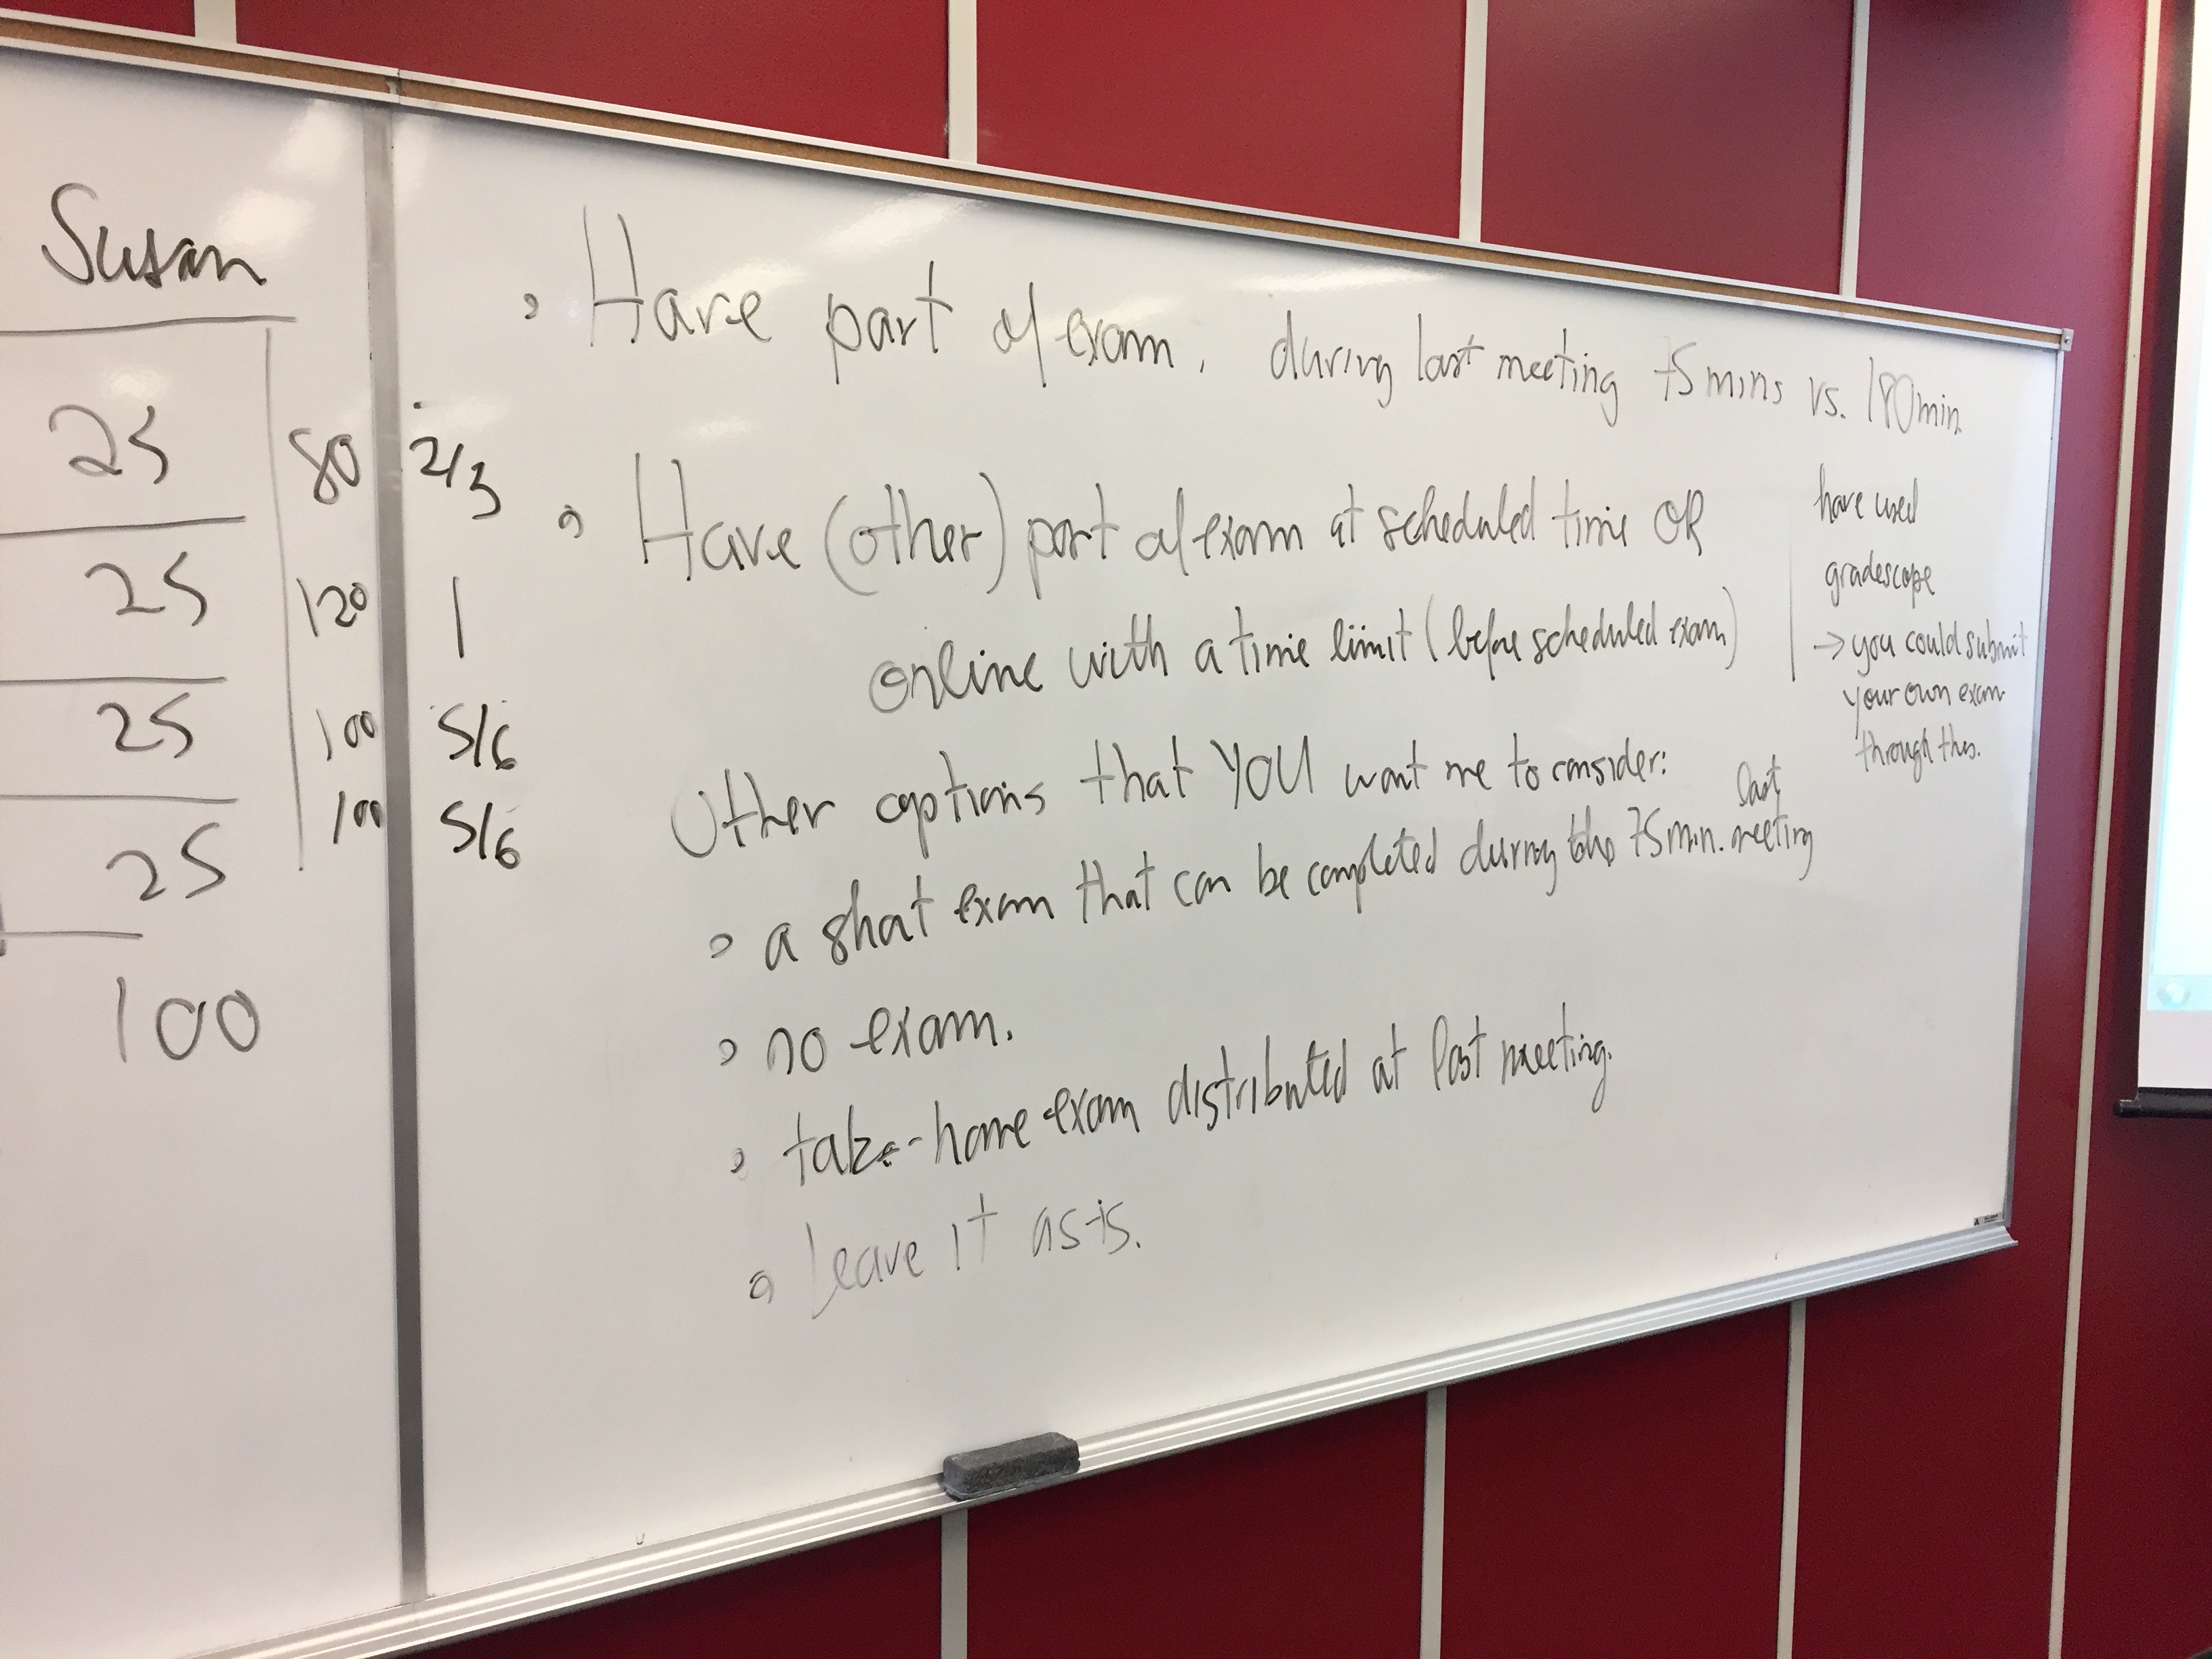 Susan
25 80 2/3
25 120 1
25 100 5/6
25 100 5/6
100
Have part of exam, during last meeting 75 mins vs. 180 min.
Have (other) part of exam at scheduled time OR
online with a time limit (before scheduled exam)
have used
gradescope
→ you could submit
your own exam
through this.
Other options that YOU want me to consider:
last
a short exam that can be completed during the 75 min. meeting
no exam.
take-home exam distributed at last meeting.
Leave it as-is.